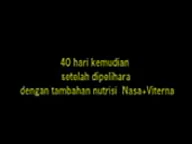 40 hari kemudian
setelah dipelihara
dengan tambahan nutrisi Nasa+Viterna